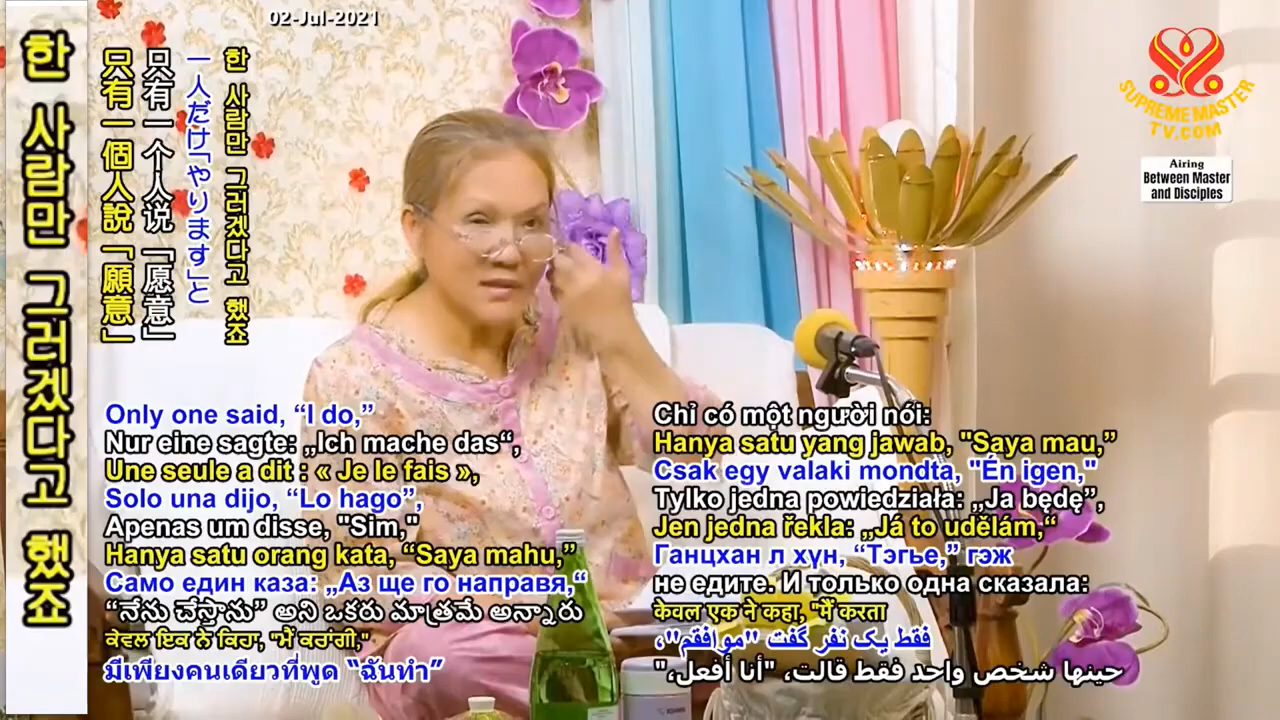 02-Jul-2021
한 사람만 그러겠다고 했죠
只有一個人說「願意」
只有一个人说「愿意」
一人だけ「やります」と
한 사람만 그러겠다고 했죠
SUPREME MASTER
TV.COM
Airing
Between Master
and Disciples
Only one said, “I do,”
Nur eine sagte: „Ich mache das“,
Une seule a dit : « Je le fais »,
Solo una dijo, “Lo hago”,
Apenas um disse, "Sim,"
Hanya satu orang kata, “Saya mahu,”
Само един каза: „Аз ще го направя,“
“నేను చేస్తాను” అని ఒకరు మాత్రమే అన్నారు
ਕੇਵਲ ਇਕ ਨੇ ਕਿਹਾ, "ਮੈਂ ਕਰਾਂਗੀ,"
มีเพียงคนเดียวที่พูด “ฉันทำ”
Chỉ có một người nói:
Hanya satu yang jawab, "Saya mau,”
Csak egy valaki mondta, "Én igen,"
Tylko jedna powiedziała: „Ja będę”,
Jen jedna řekla: „Já to udělám,“
Ганцхан л хүн, “Тэгье,” гэж
не едите. И только одна сказала:
केवल एक ने कहा, "मैं करता
فقط یک نفر گفت "موافقم"،
حينها شخص واحد فقط قالت، "أنا أفعل،"